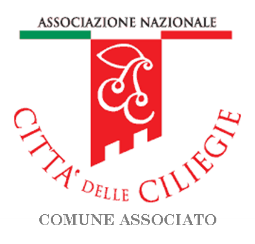 ASSOCIAZIONE NAZIONALE
CITTA' DELLE CILIEGIE
COMUNE ASSOCIATO